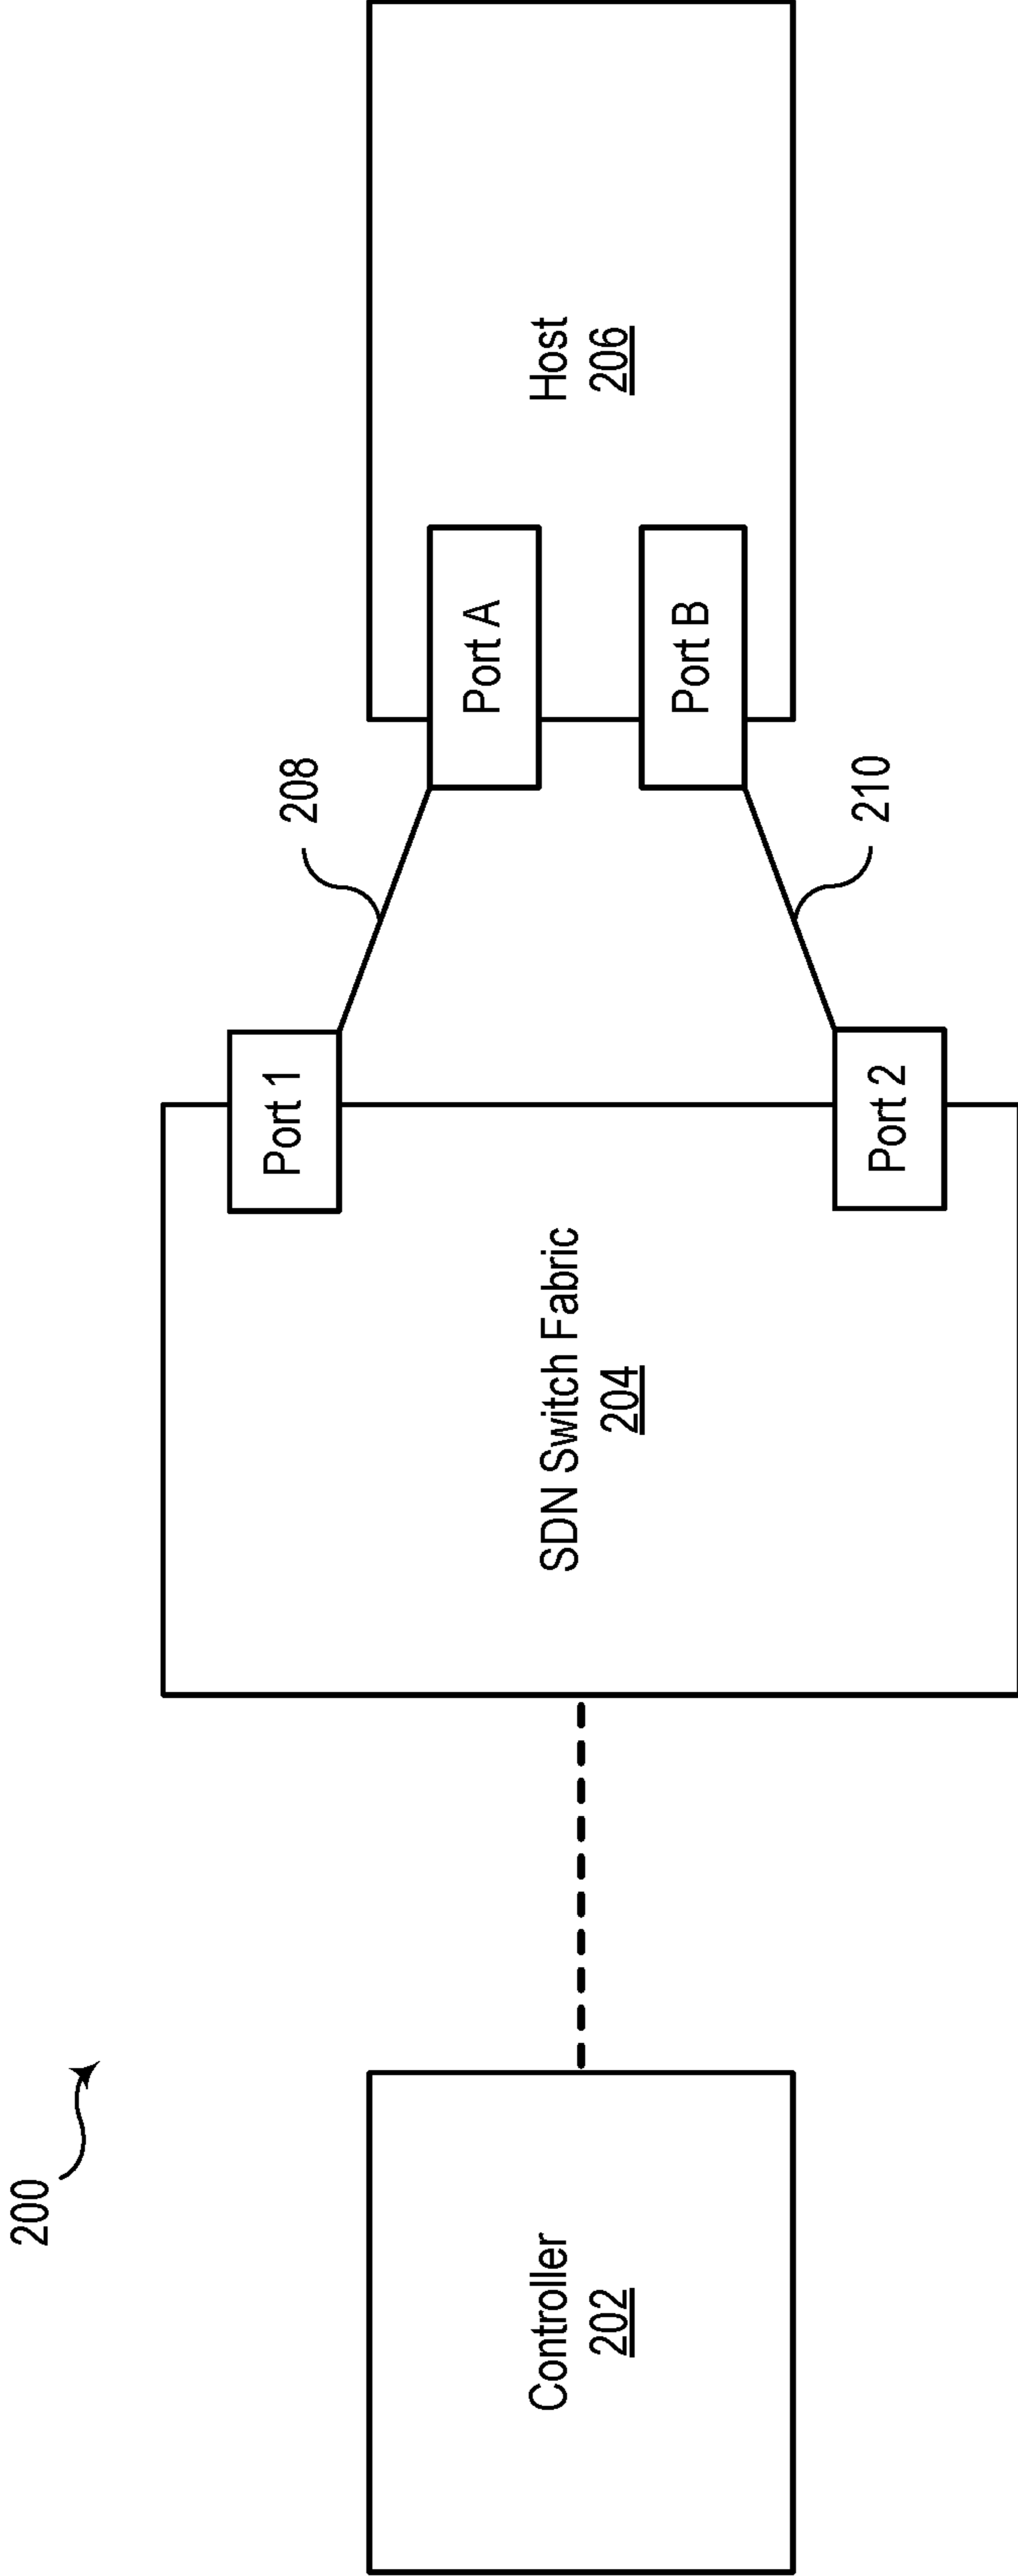 200
Controller
202
SDN Switch Fabric
204
Port 1
Port 2
208
210
Port A
Port B
Host
206